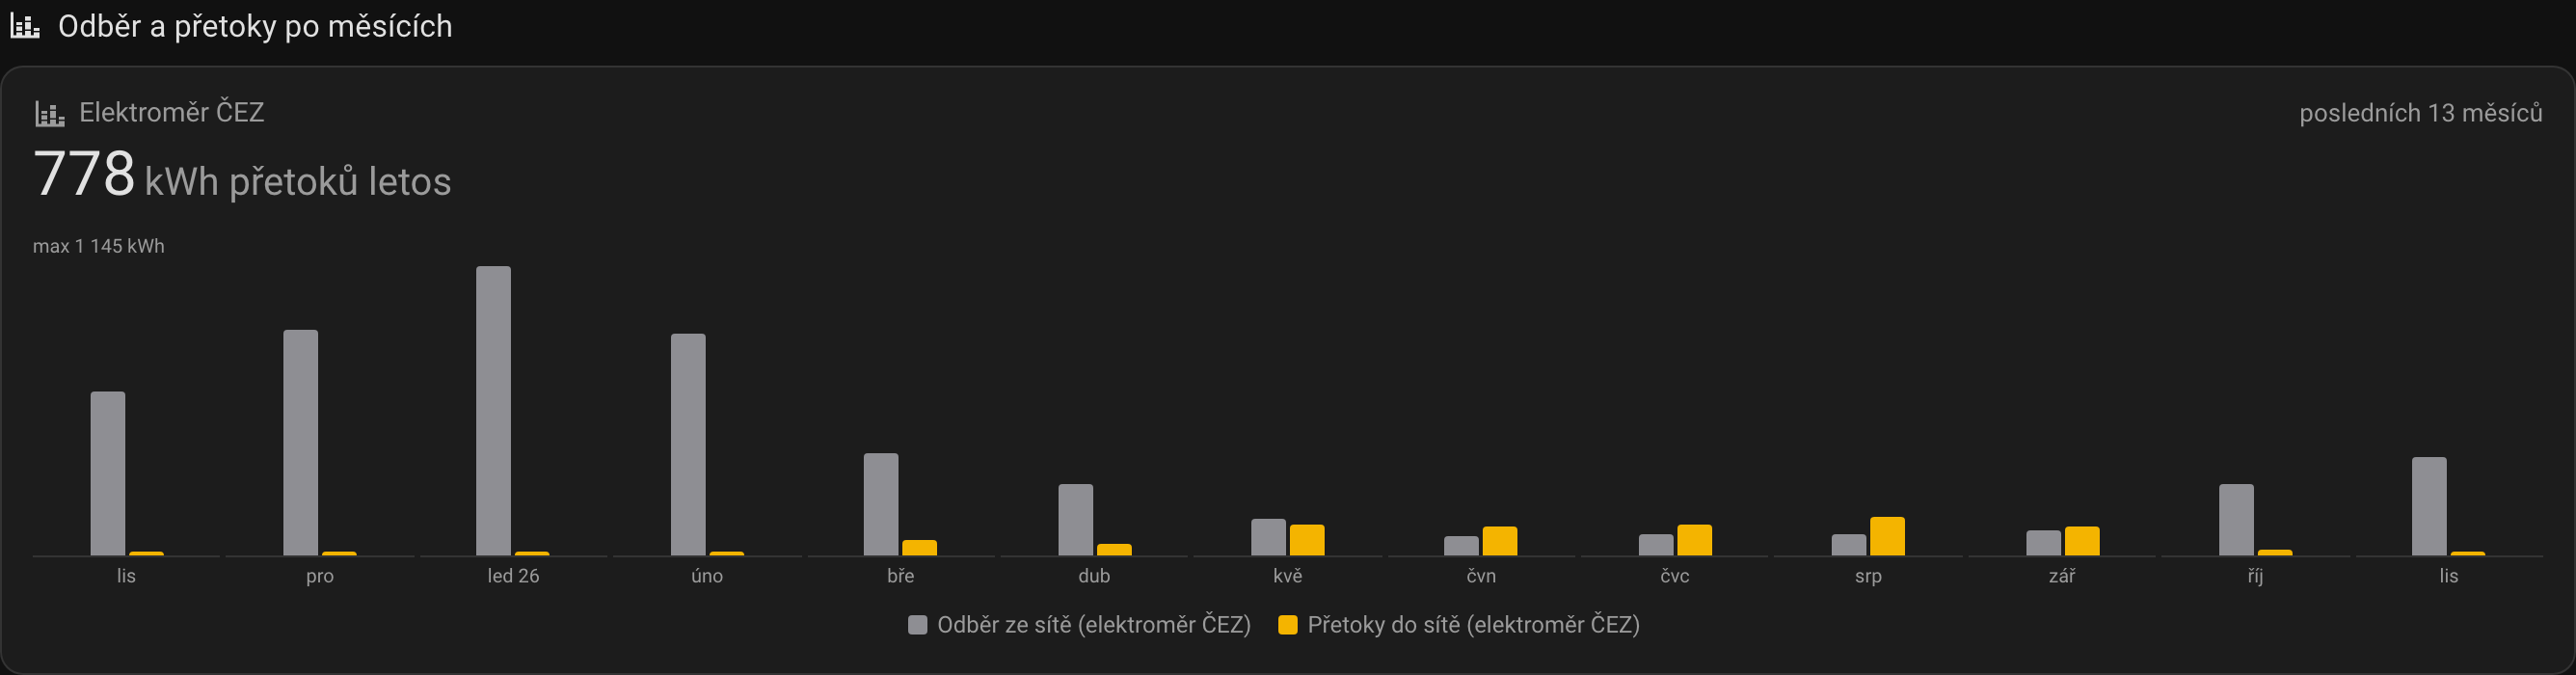 Odběr a přetoky po měsících
Elektroměr ČEZ
posledních 13 měsíců
778 kWh přetoků letos
max 1 145 kWh
lis pro led 26 úno bře dub kvě čvn čvc srp zář říj lis
Odběr ze sítě (elektroměr ČEZ) Přetoky do sítě (elektroměr ČEZ)